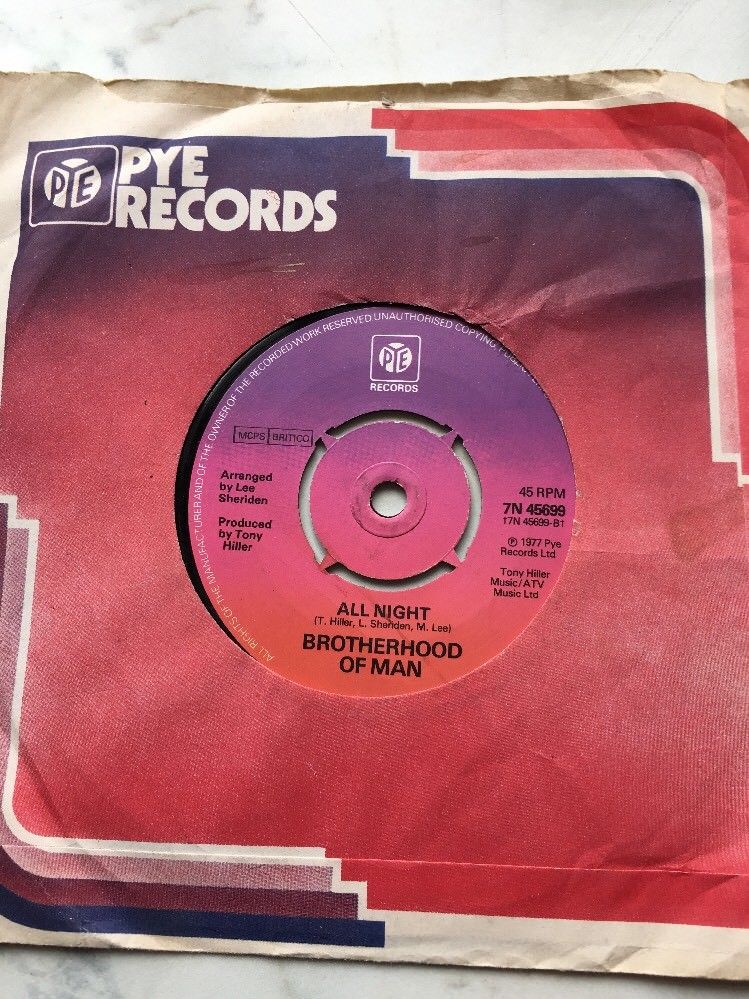 PYE
PYE
RECORDS
ALL RIGHTS OF THE MANUFACTURER AND OF THE OWNER OF THE RECORDED WORK RESERVED UNAUTHORISED COPYING
PYE
RECORDS
MCPS BRITICO
Arranged
by Lee
Sheriden
Produced
by Tony
Hiller
45 RPM
7N 45699
17N 45699-B1
℗ 1977 Pye
Records Ltd
Tony Hiller
Music/ATV
Music Ltd
ALL NIGHT
(T. Hiller, L. Sheriden, M. Lee)
BROTHERHOOD
OF MAN